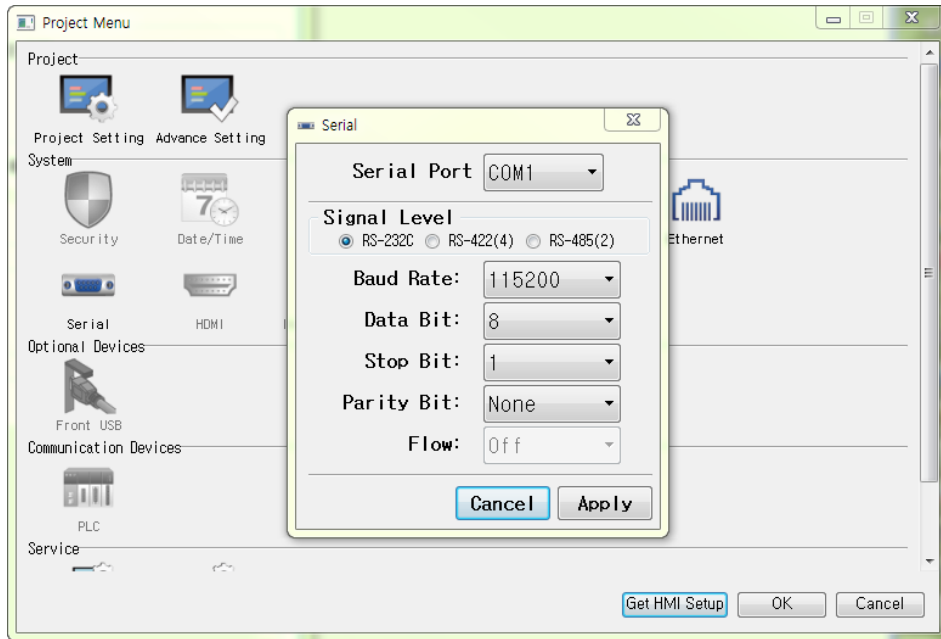 Project Menu
Project
Project Setting
Advance Setting
System
Security
Date/Time
Ethernet
Serial
HDMI
Optional Devices
Front USB
Communication Devices
PLC
Service
Serial
Serial Port COM1
Signal Level
RS-232C RS-422(4) RS-485(2)
Baud Rate: 115200
Data Bit: 8
Stop Bit: 1
Parity Bit: None
Flow: Off
Cancel Apply
Get HMI Setup OK Cancel